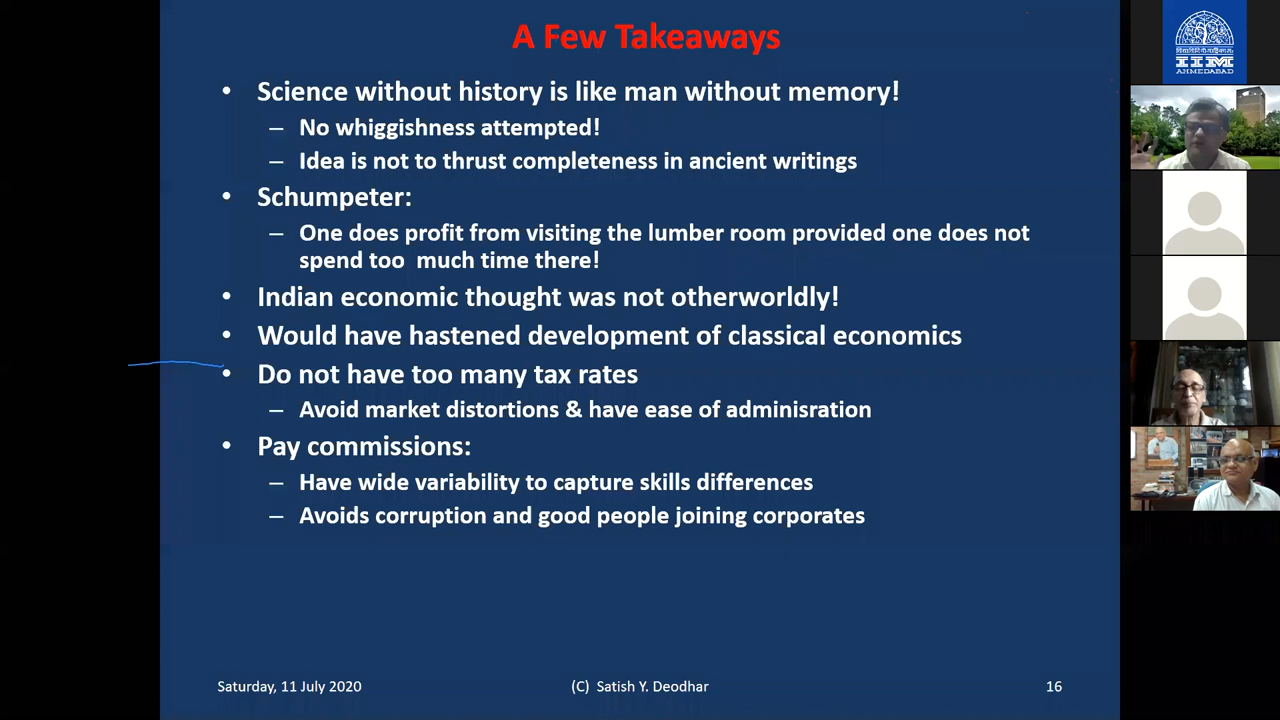 A Few Takeaways
• Science without history is like man without memory!
– No whiggishness attempted!
– Idea is not to thrust completeness in ancient writings
• Schumpeter:
– One does profit from visiting the lumber room provided one does not
spend too much time there!
• Indian economic thought was not otherworldly!
• Would have hastened development of classical economics
• Do not have too many tax rates
– Avoid market distortions & have ease of adminisration
• Pay commissions:
– Have wide variability to capture skills differences
– Avoids corruption and good people joining corporates
Saturday, 11 July 2020
(C) Satish Y. Deodhar
16
IIM
AHMEDABAD